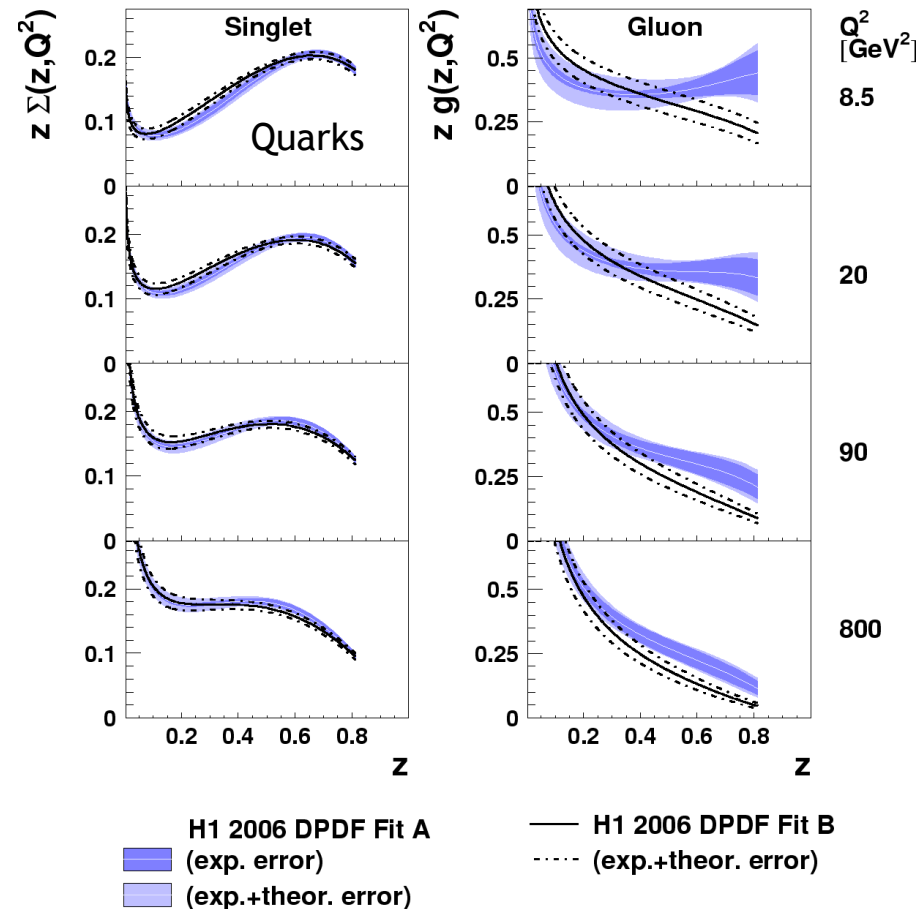 Singlet
Gluon
Q²
[GeV²]
z Σ(z,Q²)
z g(z,Q²)
Quarks
0.2
0.1
0
0.5
0.25
0
8.5
0.2
0.1
0
0.5
0.25
0
20
0.2
0.1
0
0.5
0.25
0
90
0.2
0.1
0
0.5
0.25
0
800
0.2 0.4 0.6 0.8
0.2 0.4 0.6 0.8
z
z
H1 2006 DPDF Fit A
(exp. error)
(exp.+theor. error)
H1 2006 DPDF Fit B
(exp.+theor. error)